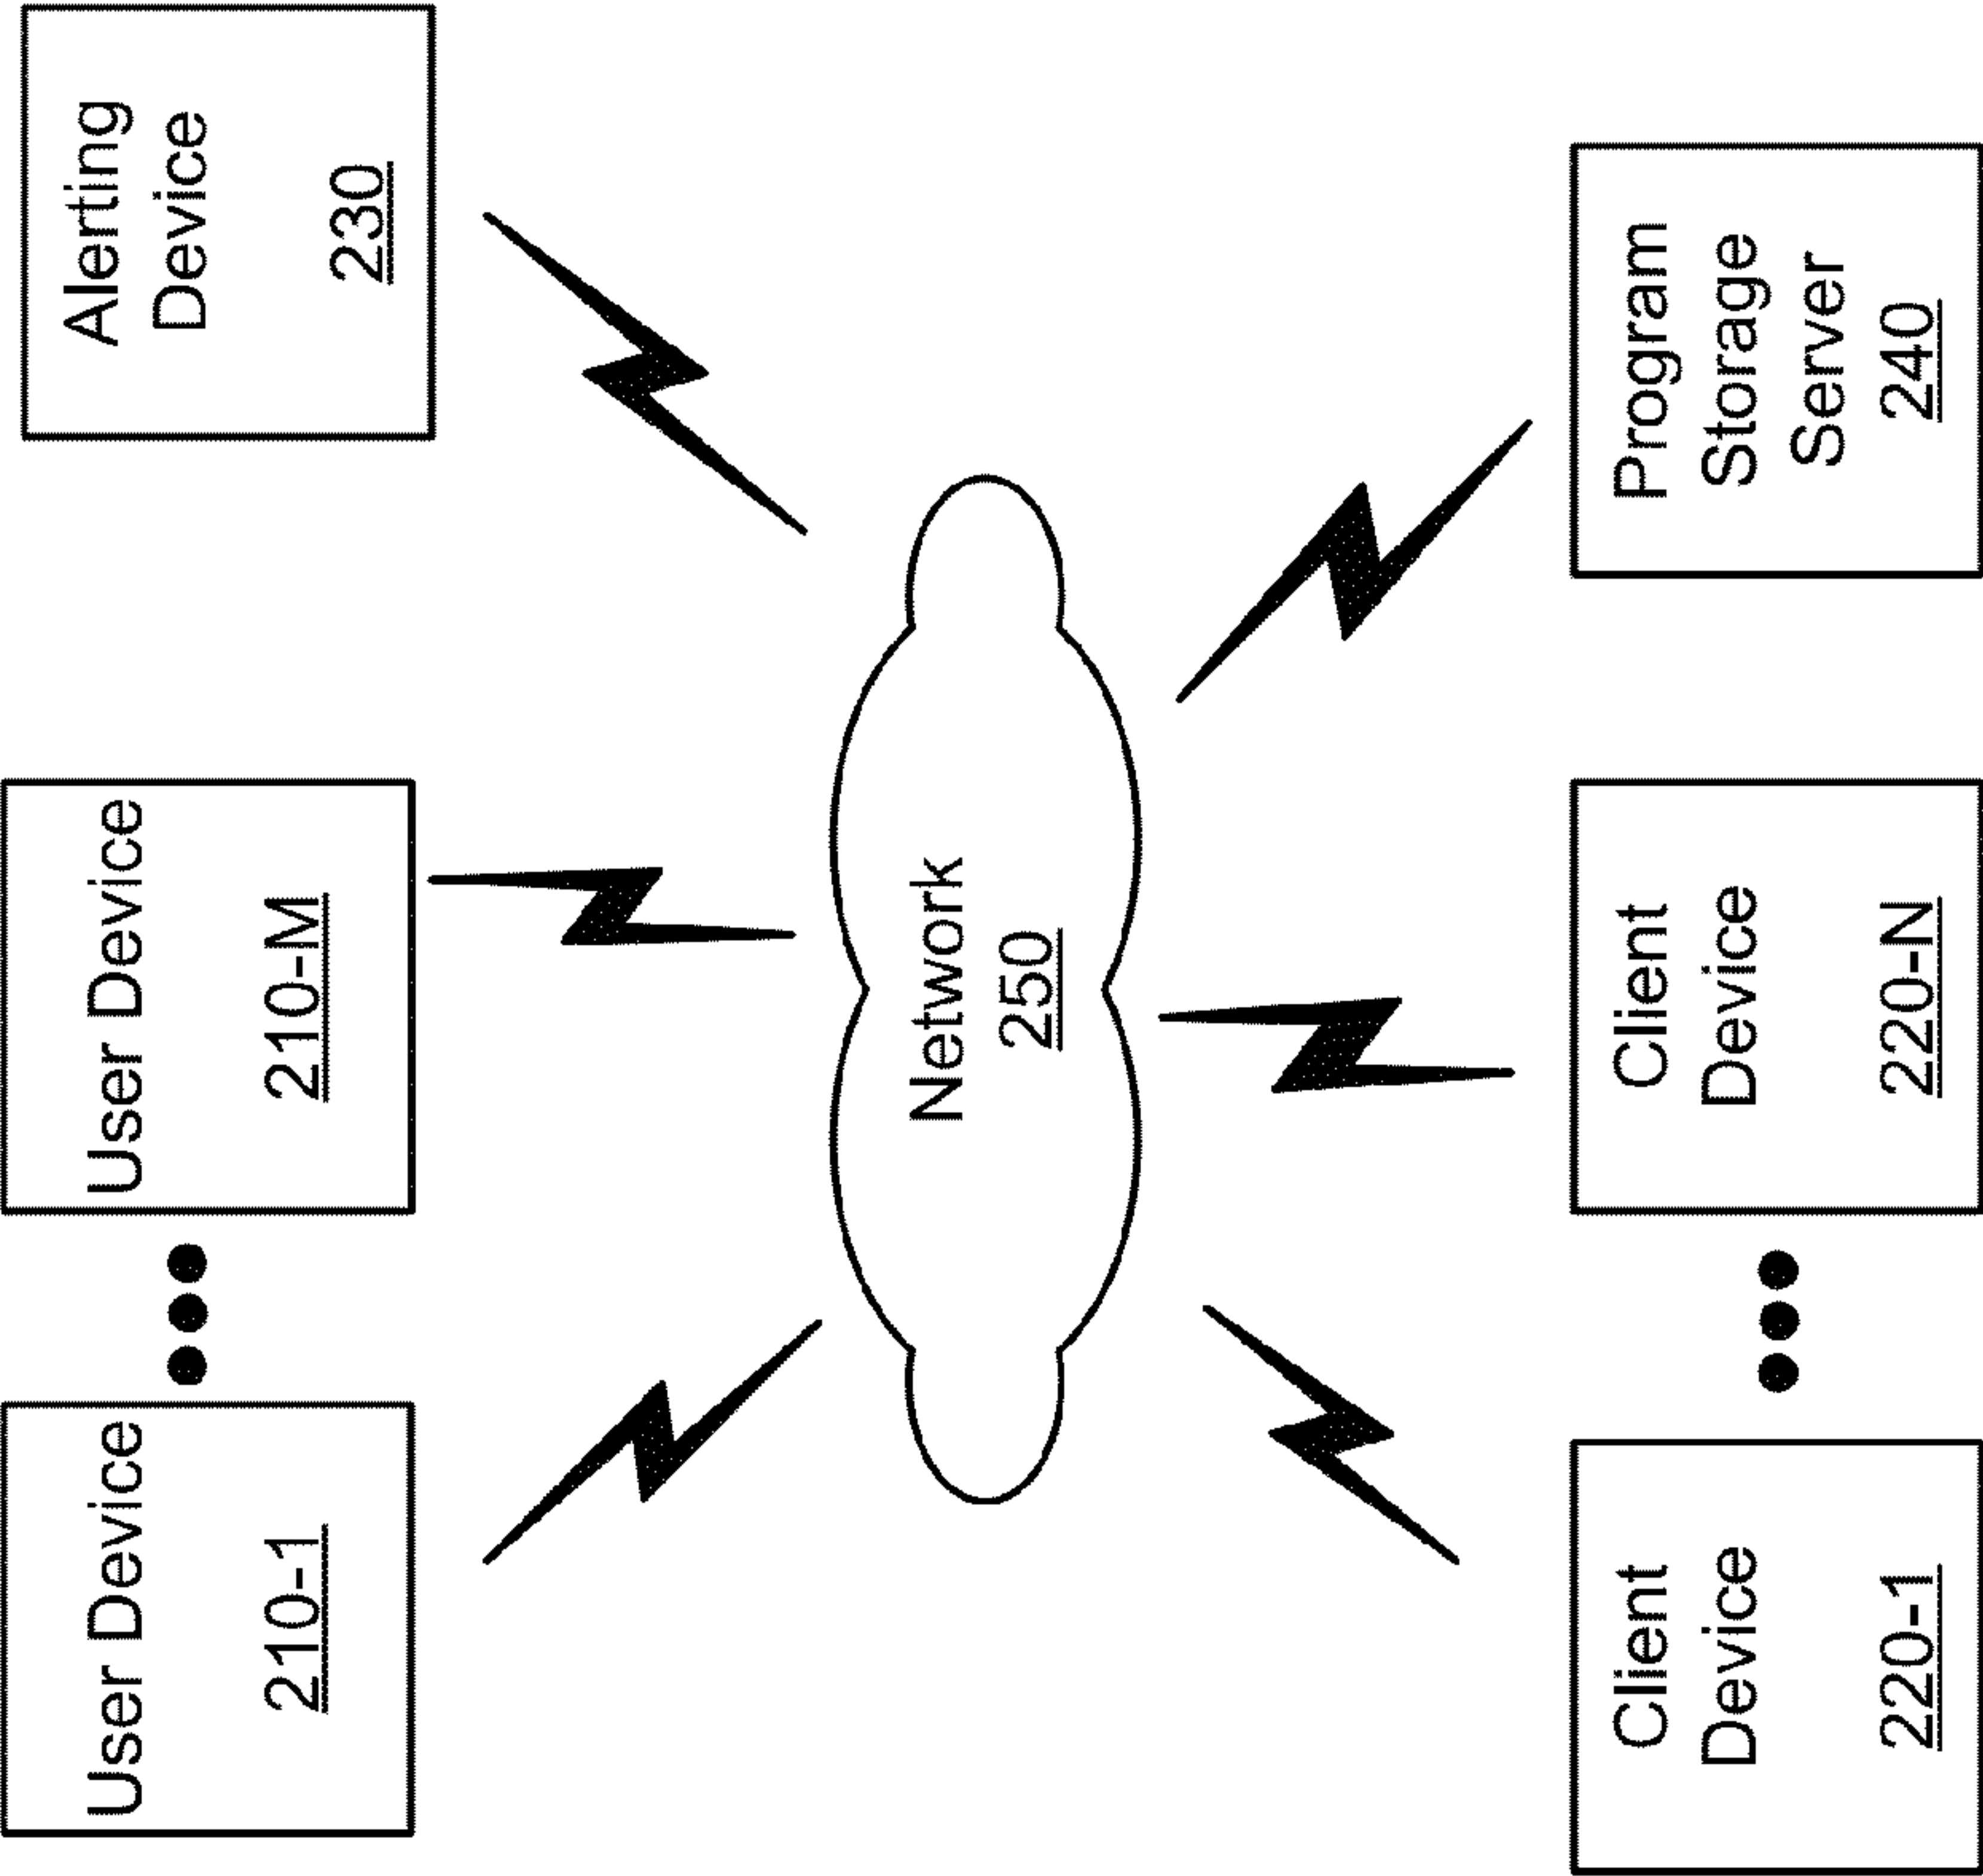 User Device
210-1
User Device
210-M
Alerting
Device
230
Network
250
Client
Device
220-1
Client
Device
220-N
Program
Storage
Server
240